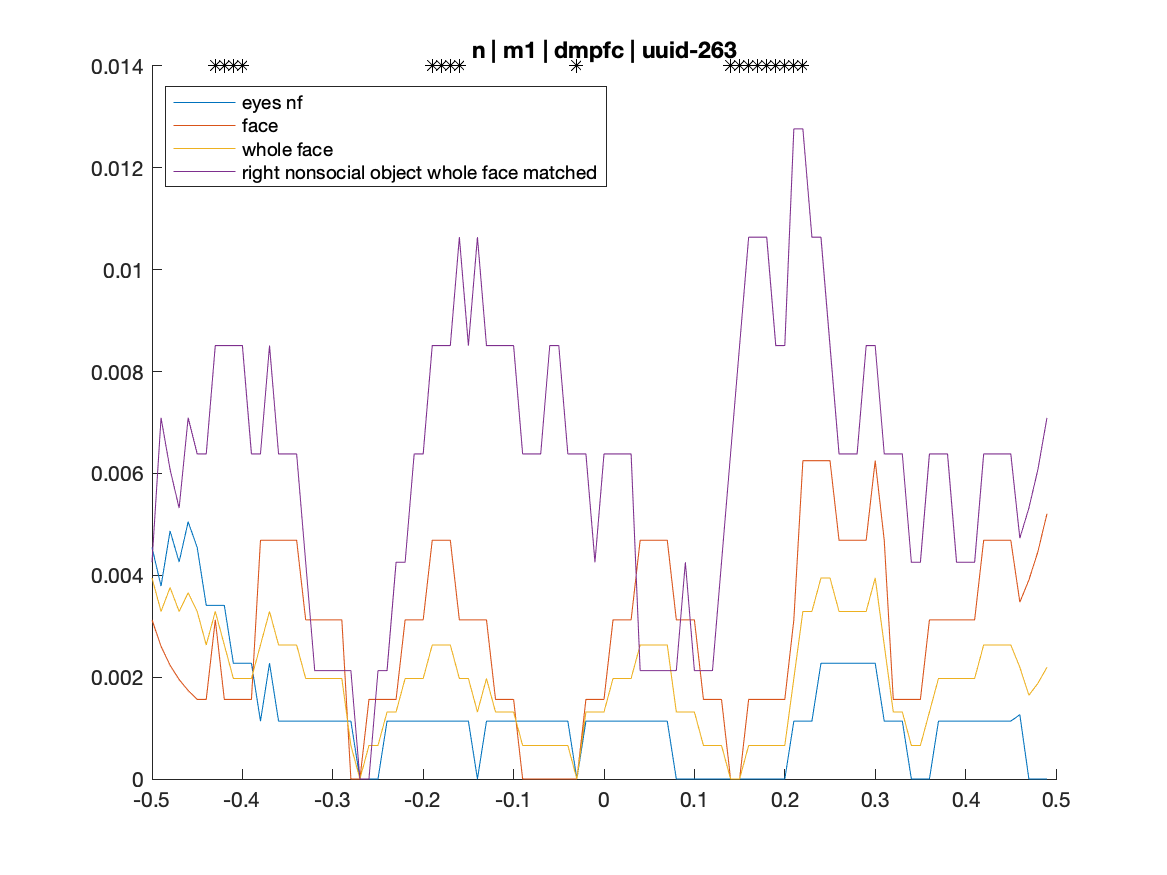 n | m1 | dmpfc | uuid-263
0.014
0.012
0.01
0.008
0.006
0.004
0.002
0
eyes nf
face
whole face
right nonsocial object whole face matched
-0.5 -0.4 -0.3 -0.2 -0.1 0 0.1 0.2 0.3 0.4 0.5